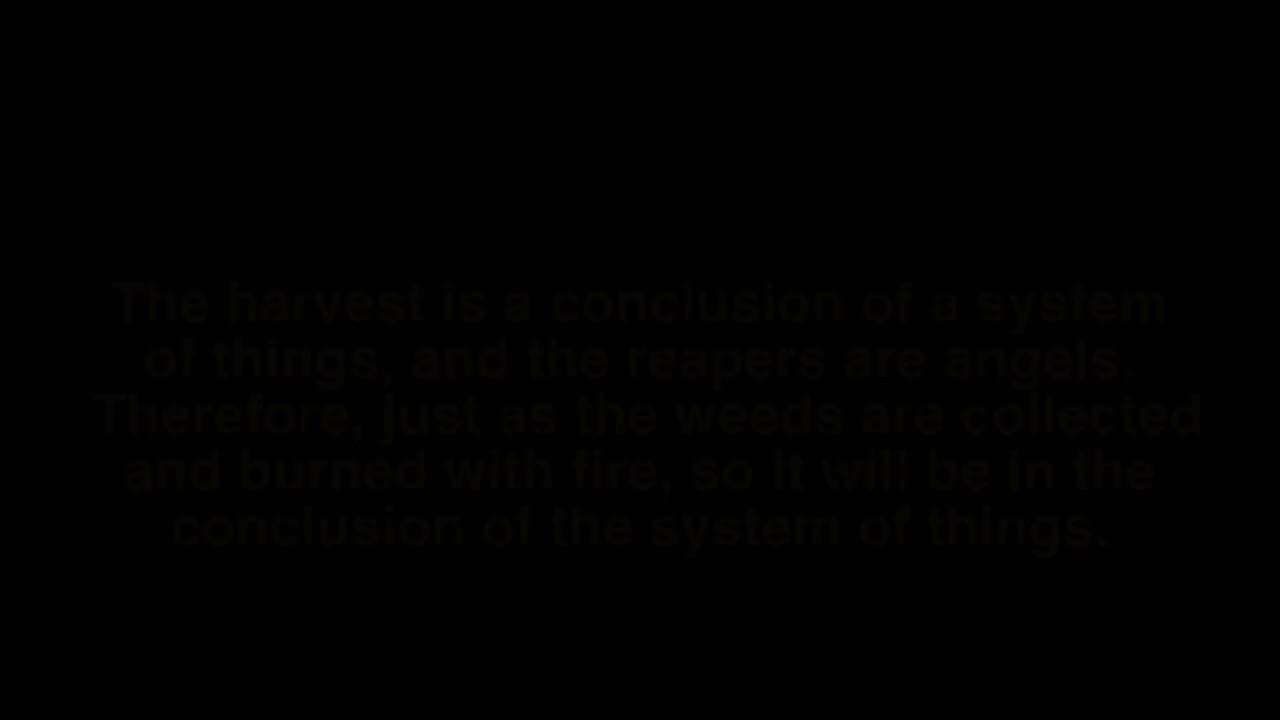 The harvest is a conclusion of a system
of things, and the reapers are angels.
Therefore, just as the weeds are collected
and burned with fire, so it will be in the
conclusion of the system of things.